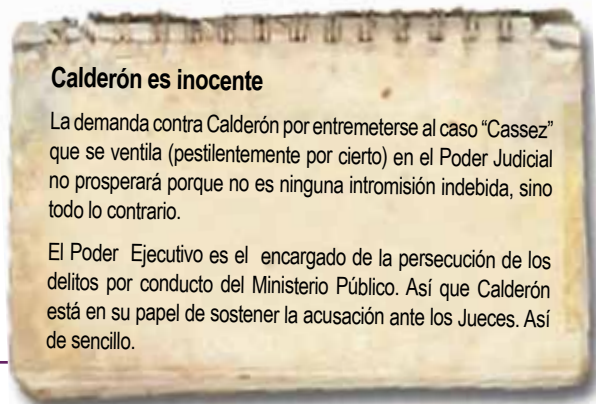 Calderón es inocente
La demanda contra Calderón por entremeterse al caso “Cassez”
que se ventila (pestilentemente por cierto) en el Poder Judicial
no prosperará porque no es ninguna intromisión indebida, sino
todo lo contrario.
El Poder Ejecutivo es el encargado de la persecución de los
delitos por conducto del Ministerio Público. Así que Calderón
está en su papel de sostener la acusación ante los Jueces. Así
de sencillo.